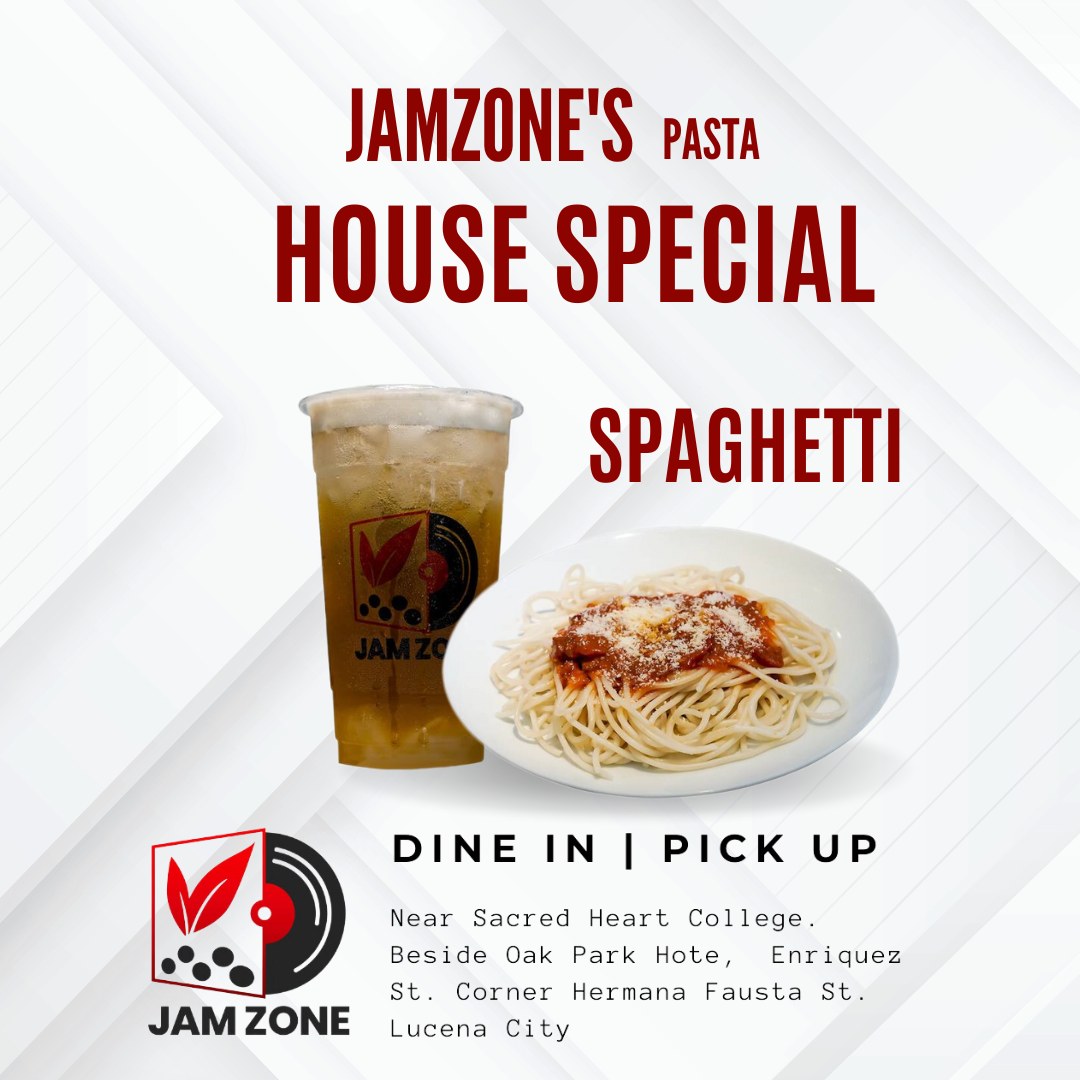 JAMZONE'S PASTA
HOUSE SPECIAL
SPAGHETTI
JAM ZO
DINE IN | PICK UP
Near Sacred Heart College.
Beside Oak Park Hote, Enriquez
St. Corner Hermana Fausta St.
Lucena City
JAM ZONE